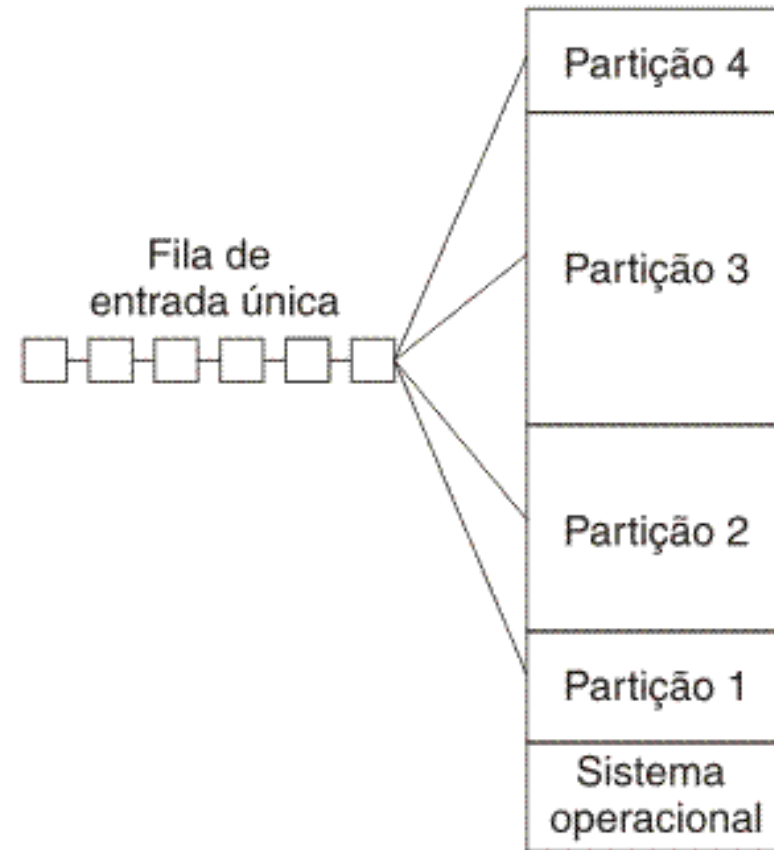 Partição 4
Partição 3
Fila de
entrada única
Partição 2
Partição 1
Sistema
operacional